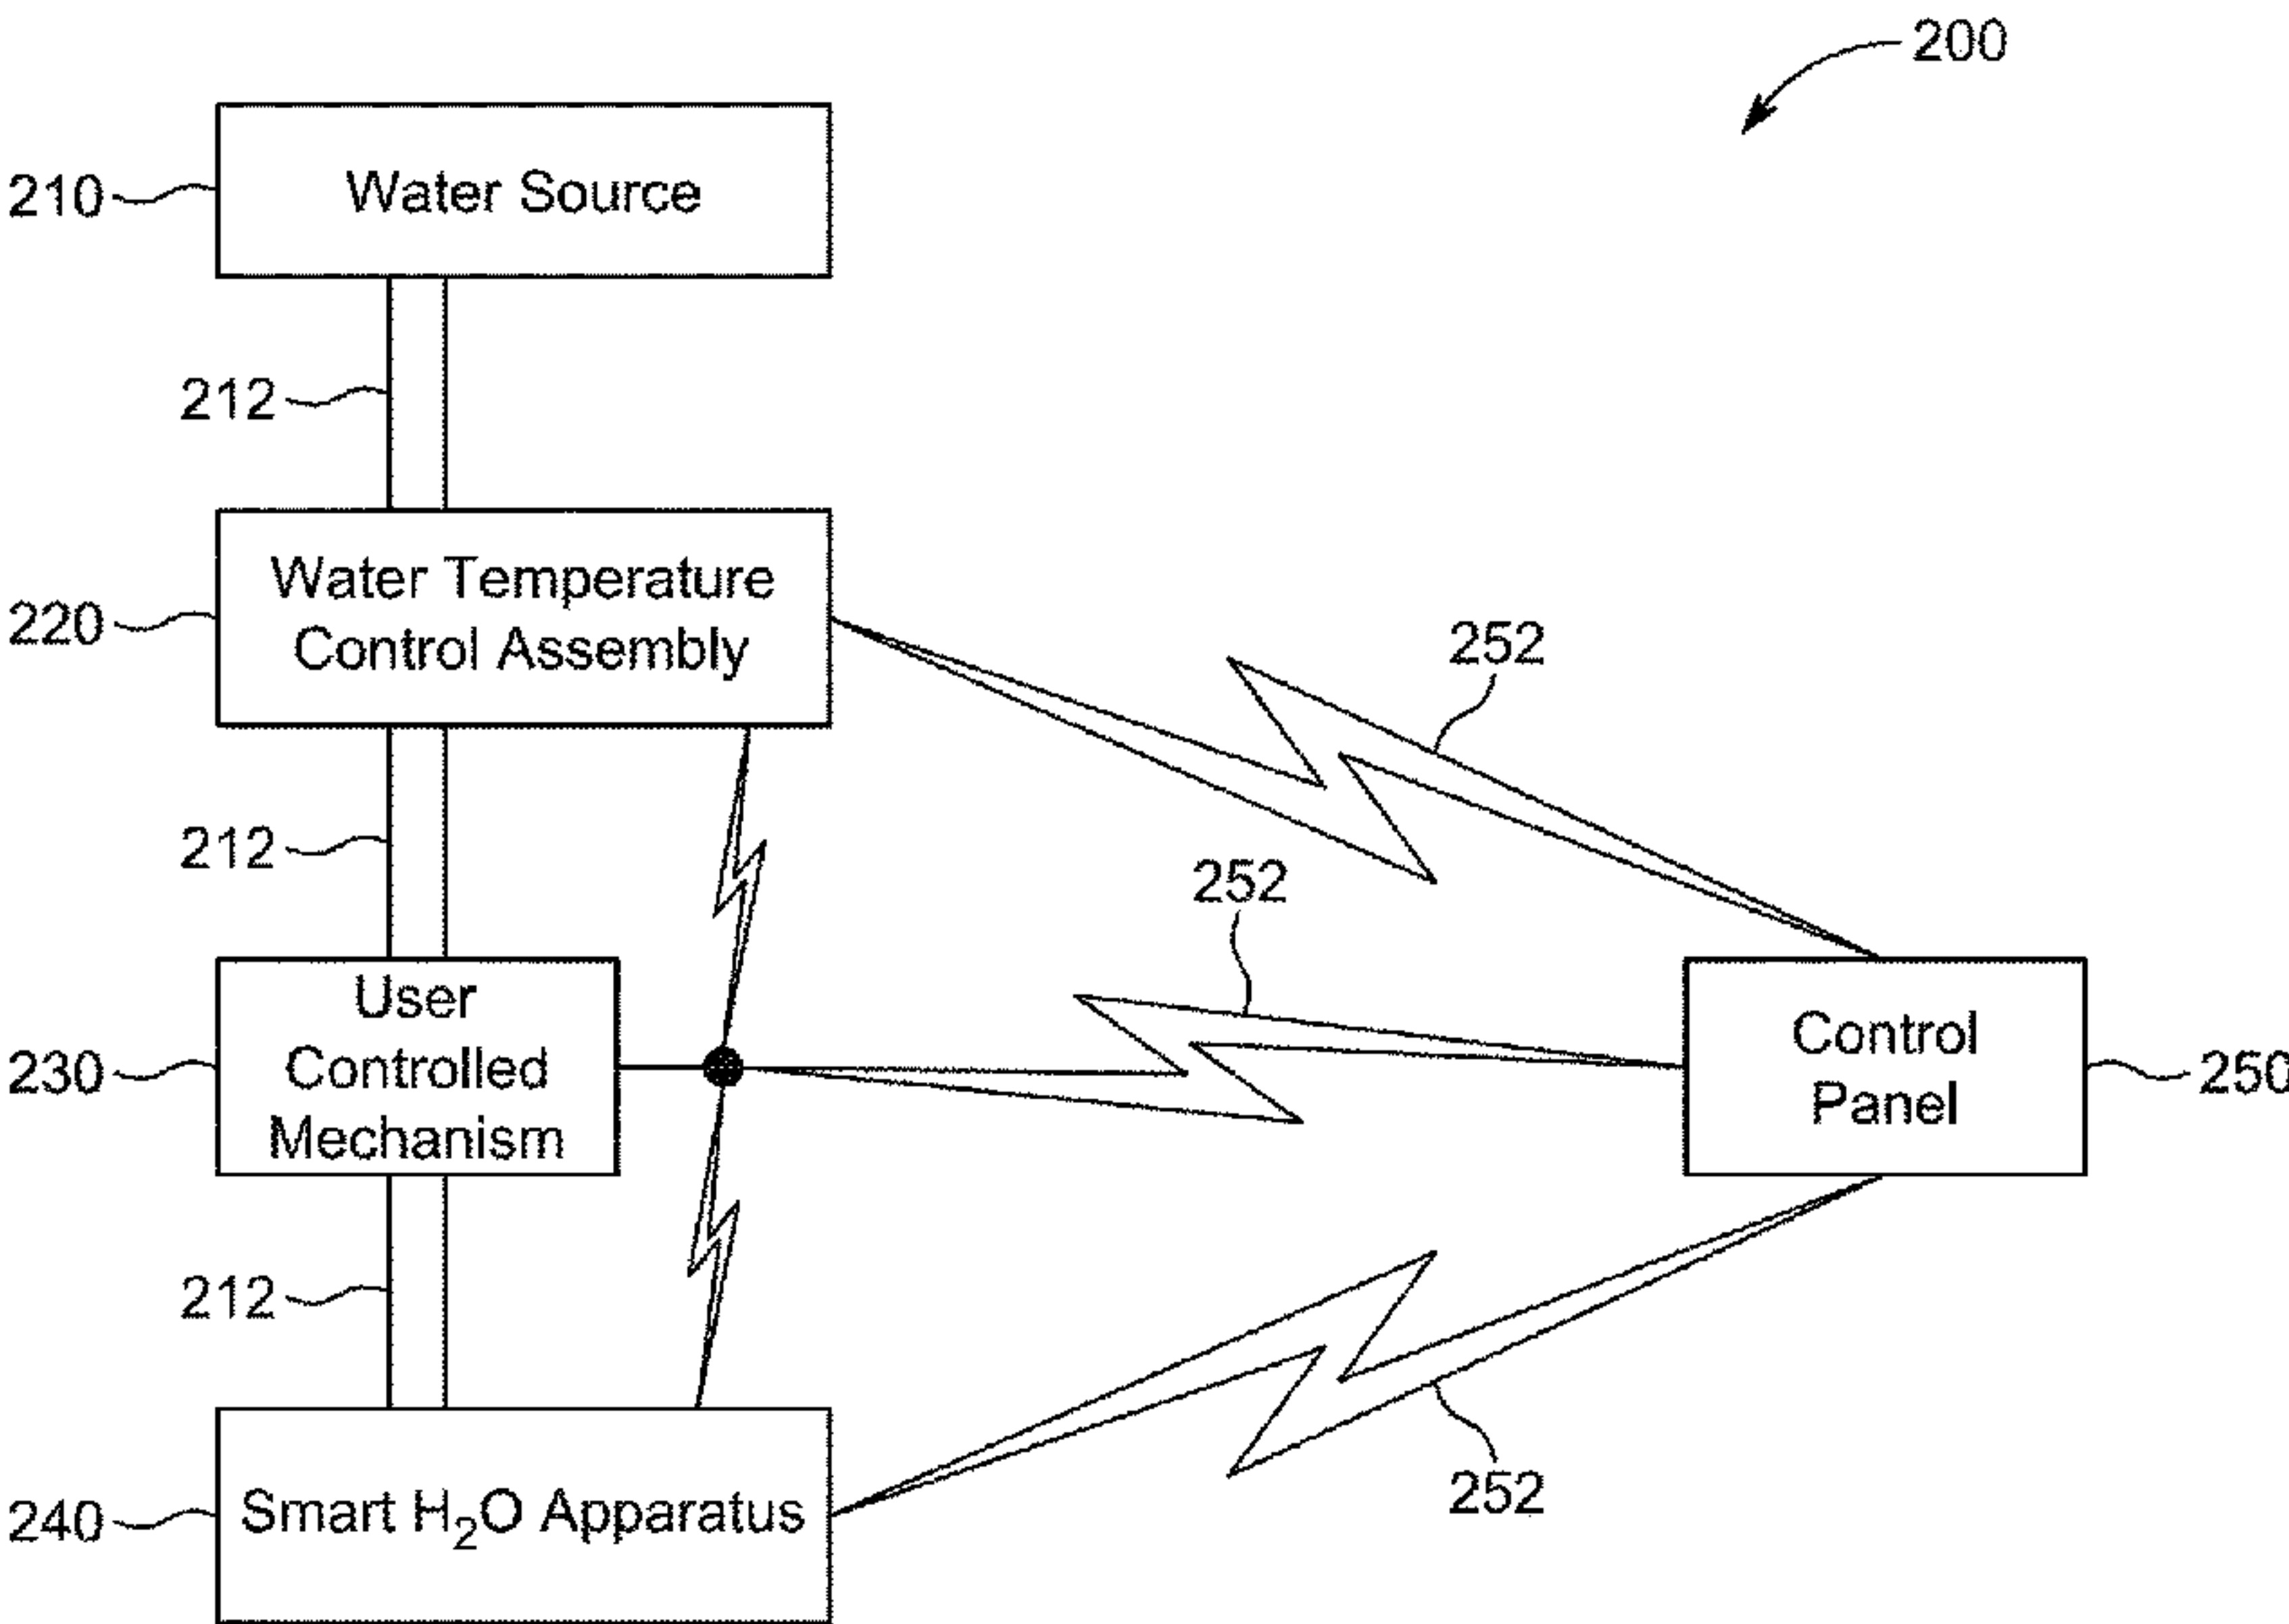 200
210
Water Source
212
220
Water Temperature
Control Assembly
252
212
252
230
User
Controlled
Mechanism
Control
Panel
250
212
240
Smart H₂O Apparatus
252